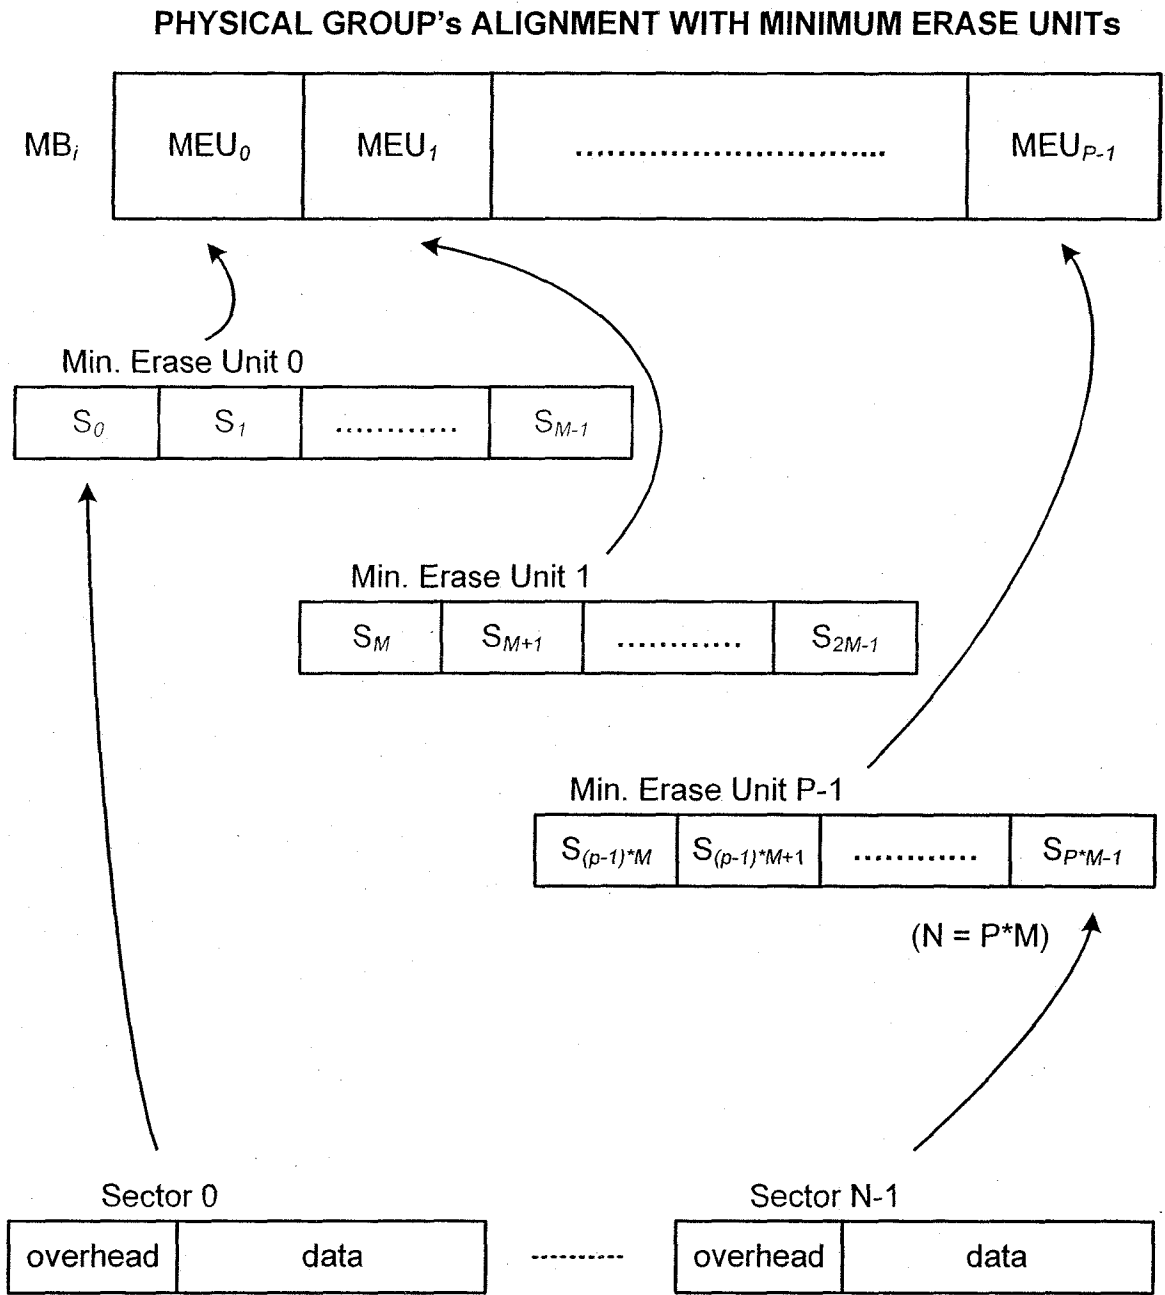 PHYSICAL GROUP's ALIGNMENT WITH MINIMUM ERASE UNITs
MBi MEU0 MEU1 .............................. MEUP-1
Min. Erase Unit 0
S0 S1 ............ SM-1
Min. Erase Unit 1
SM SM+1 ............ S2M-1
Min. Erase Unit P-1
S(p-1)*M S(p-1)*M+1 ............ SP*M-1
(N = P*M)
Sector 0 Sector N-1
overhead data ......... overhead data